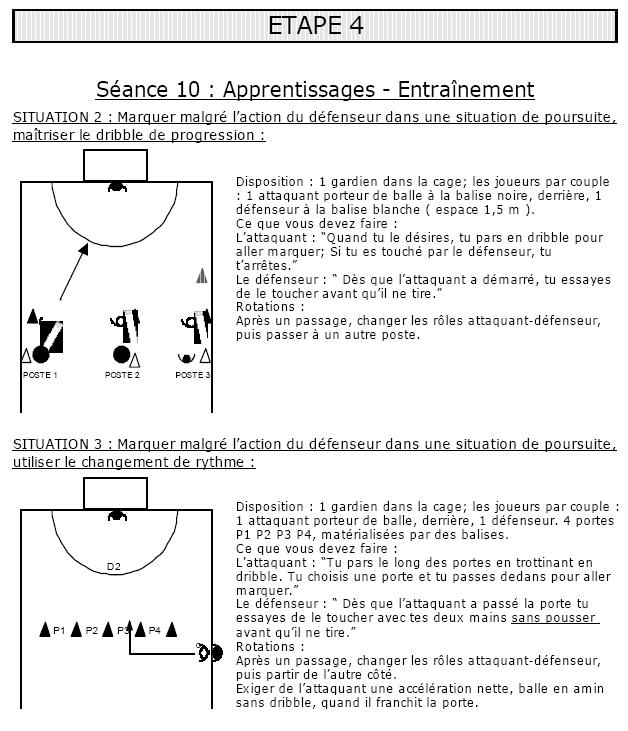 ETAPE 4
Séance 10 : Apprentissages - Entraînement
SITUATION 2 : Marquer malgré l'action du défenseur dans une situation de poursuite,
maîtriser le dribble de progression :
Disposition : 1 gardien dans la cage; les joueurs par couple
: 1 attaquant porteur de balle à la balise noire, derrière, 1
défenseur à la balise blanche ( espace 1,5 m ).
Ce que vous devez faire :
L'attaquant : "Quand tu le désires, tu pars en dribble pour
aller marquer; Si tu es touché par le défenseur, tu
t'arrêtes."
Le défenseur : " Dès que l'attaquant a démarré, tu essayes
de le toucher avant qu'il ne tire."
Rotations :
Après un passage, changer les rôles attaquant-défenseur,
puis passer à un autre poste.
POSTE 1 POSTE 2 POSTE 3
SITUATION 3 : Marquer malgré l'action du défenseur dans une situation de poursuite,
utiliser le changement de rythme :
Disposition : 1 gardien dans la cage; les joueurs par couple :
1 attaquant porteur de balle, derrière, 1 défenseur. 4 portes
P1 P2 P3 P4, matérialisées par des balises.
Ce que vous devez faire :
L'attaquant : "Tu pars le long des portes en trottinant en
dribble. Tu choisis une porte et tu passes dedans pour aller
marquer."
Le défenseur : " Dès que l'attaquant a passé la porte tu
essayes de le toucher avec tes deux mains sans pousser
avant qu'il ne tire."
Rotations :
Après un passage, changer les rôles attaquant-défenseur,
puis partir de l'autre côté.
Exiger de l'attaquant une accélération nette, balle en amin
sans dribble, quand il franchit la porte.
D2
P1 P2 P3 P4